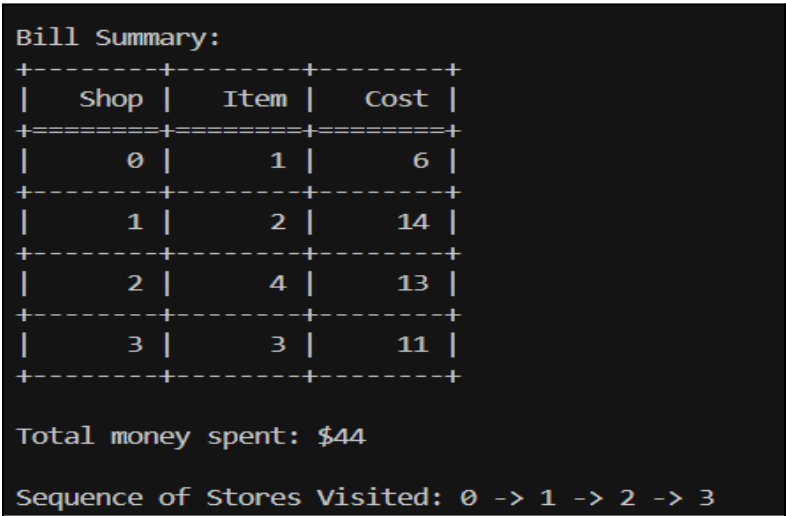 Bill Summary:
+--------+--------+--------+
|   Shop |   Item |   Cost |
+========+========+========+
|      0 |      1 |      6 |
+--------+--------+--------+
|      1 |      2 |     14 |
+--------+--------+--------+
|      2 |      4 |     13 |
+--------+--------+--------+
|      3 |      3 |     11 |
+--------+--------+--------+
Total money spent: $44
Sequence of Stores Visited: 0 -> 1 -> 2 -> 3